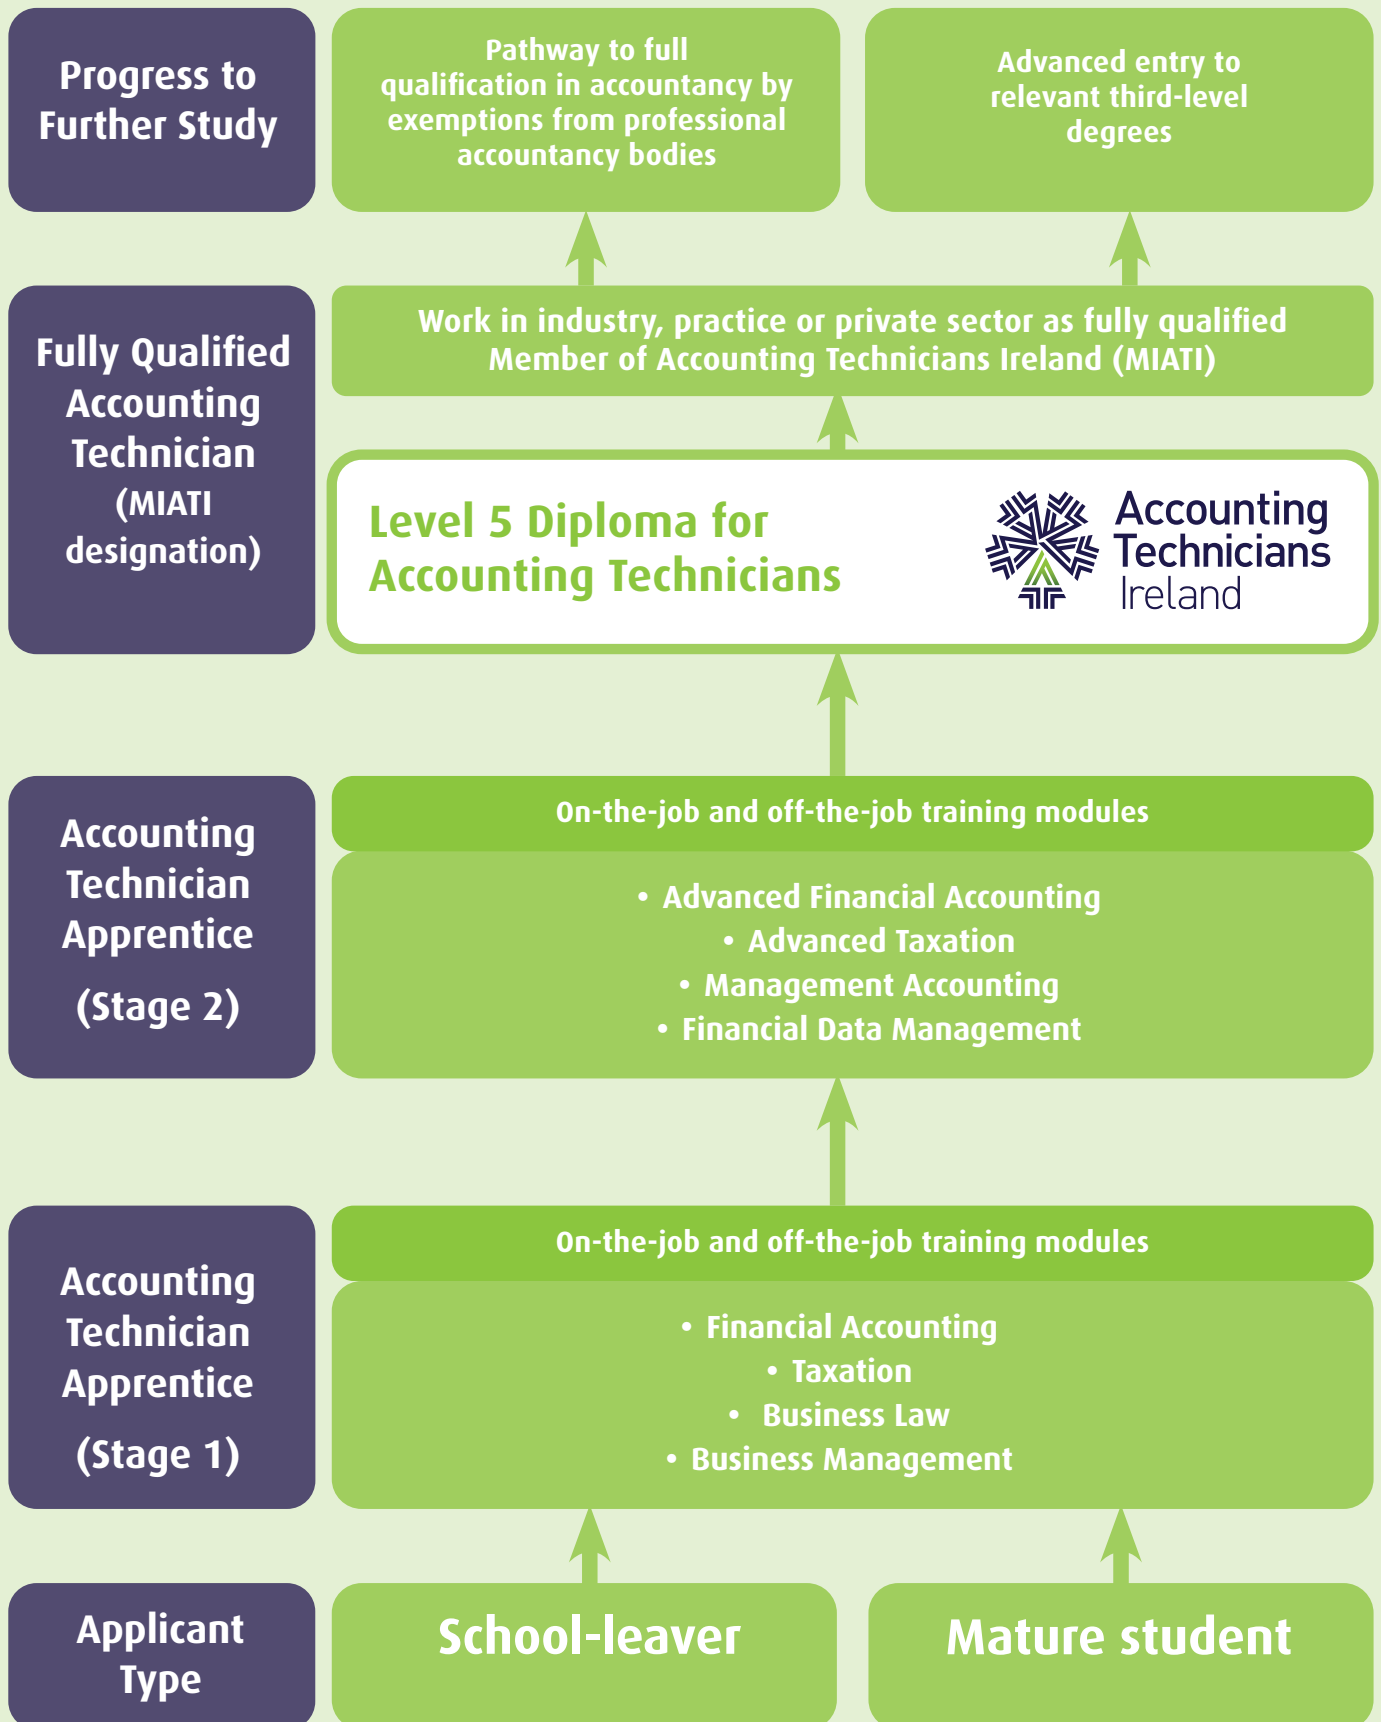 Progress to
Further Study
Pathway to full
qualification in accountancy by
exemptions from professional
accountancy bodies
Advanced entry to
relevant third-level
degrees
Fully Qualified
Accounting
Technician
(MIATI
designation)
Work in industry, practice or private sector as fully qualified
Member of Accounting Technicians Ireland (MIATI)
Level 5 Diploma for
Accounting Technicians
Accounting
Technicians
Ireland
Accounting
Technician
Apprentice
(Stage 2)
On-the-job and off-the-job training modules
• Advanced Financial Accounting
• Advanced Taxation
• Management Accounting
• Financial Data Management
Accounting
Technician
Apprentice
(Stage 1)
On-the-job and off-the-job training modules
• Financial Accounting
• Taxation
• Business Law
• Business Management
Applicant
Type
School-leaver
Mature student